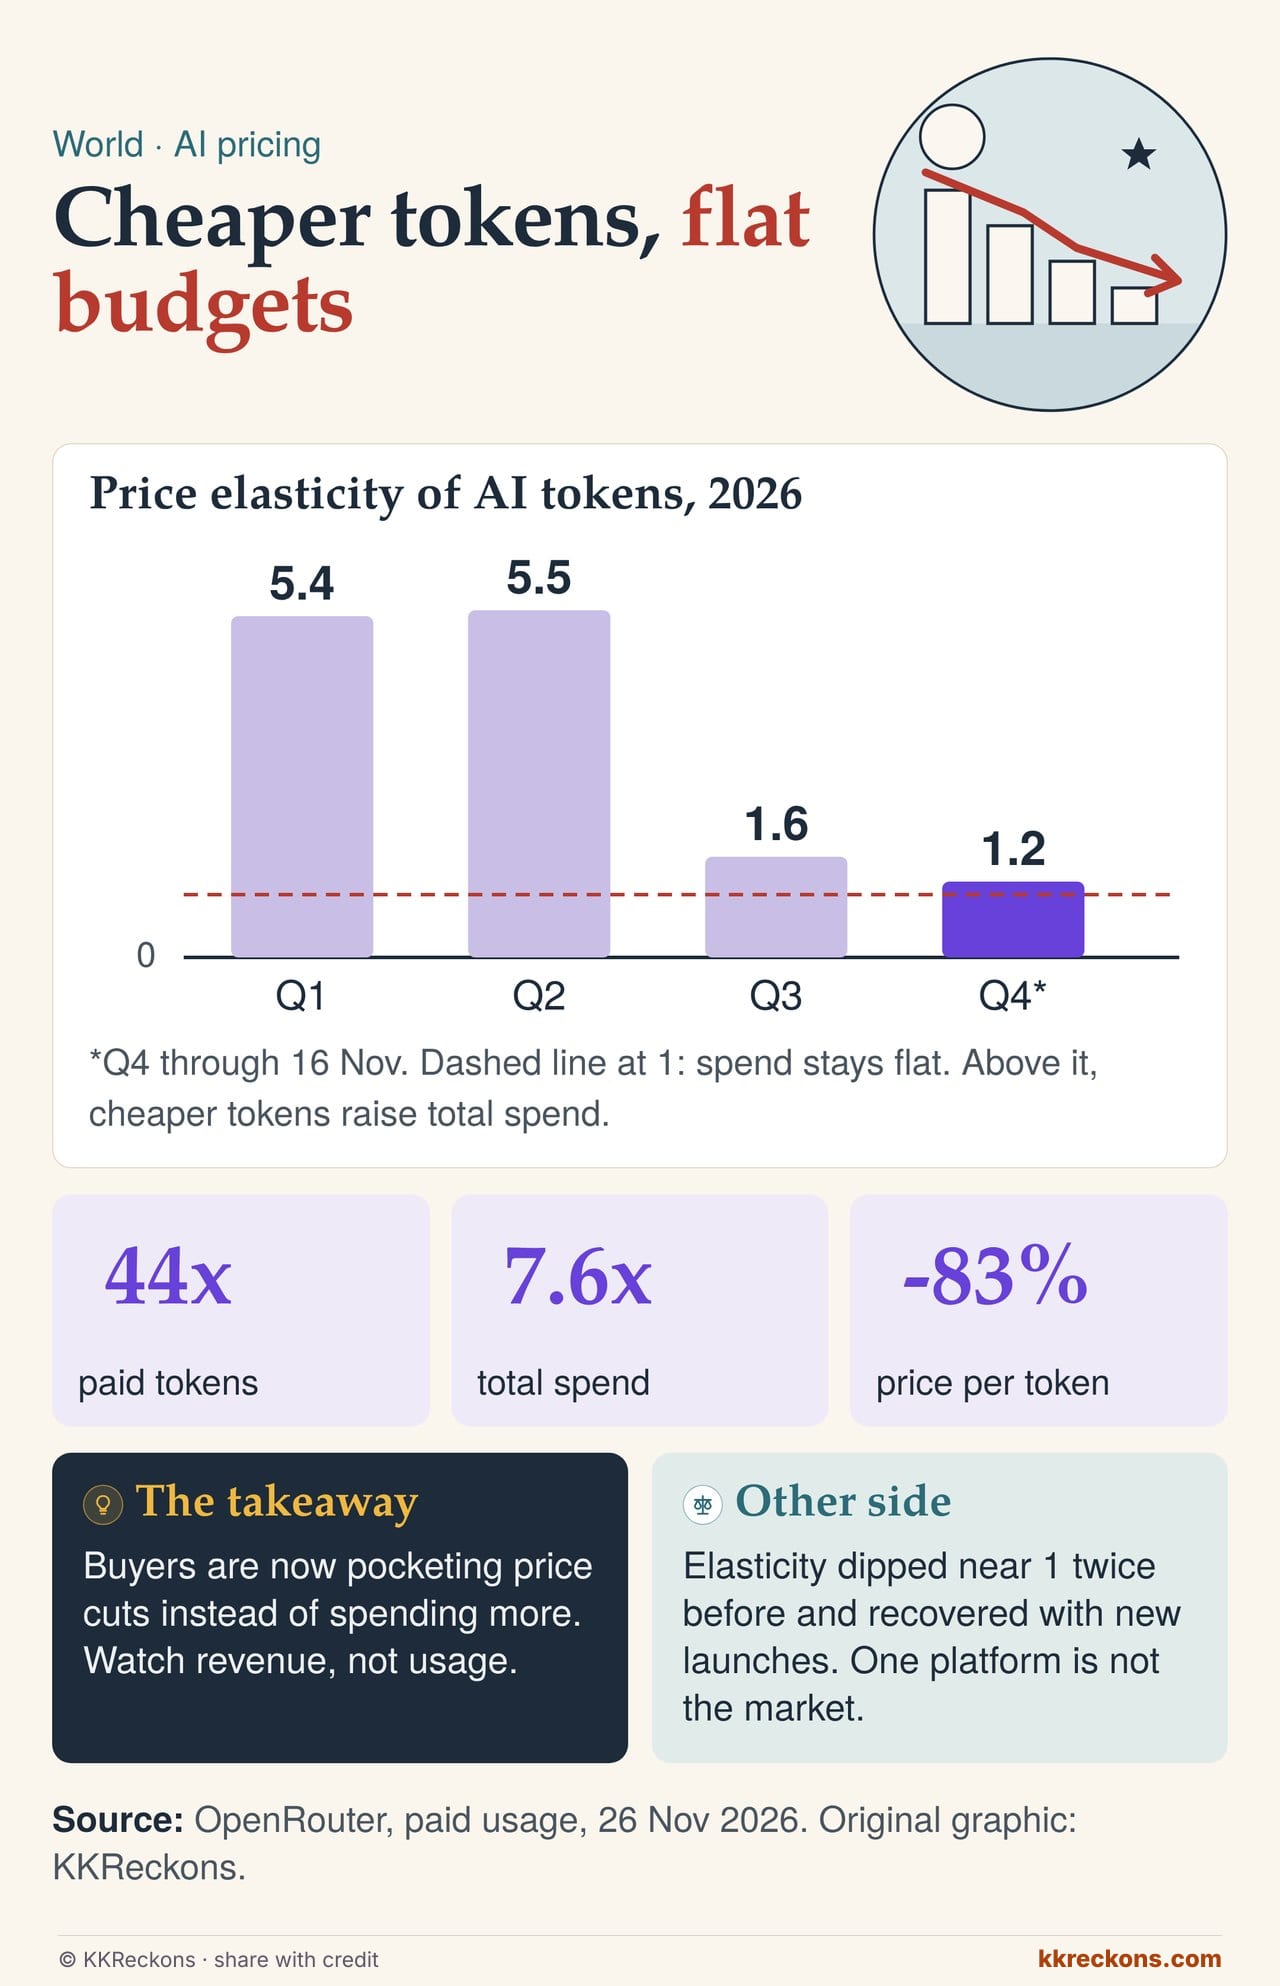 World · AI pricing
Cheaper tokens, flat
budgets
Price elasticity of AI tokens, 2026
5.4
5.5
1.6
1.2
0
Q1
Q2
Q3
Q4*
*Q4 through 16 Nov. Dashed line at 1: spend stays flat. Above it,
cheaper tokens raise total spend.
44x
paid tokens
7.6x
total spend
-83%
price per token
The takeaway
Buyers are now pocketing price
cuts instead of spending more.
Watch revenue, not usage.
Other side
Elasticity dipped near 1 twice
before and recovered with new
launches. One platform is not
the market.
Source: OpenRouter, paid usage, 26 Nov 2026. Original graphic:
KKReckons.
© KKReckons · share with credit
kkreckons.com